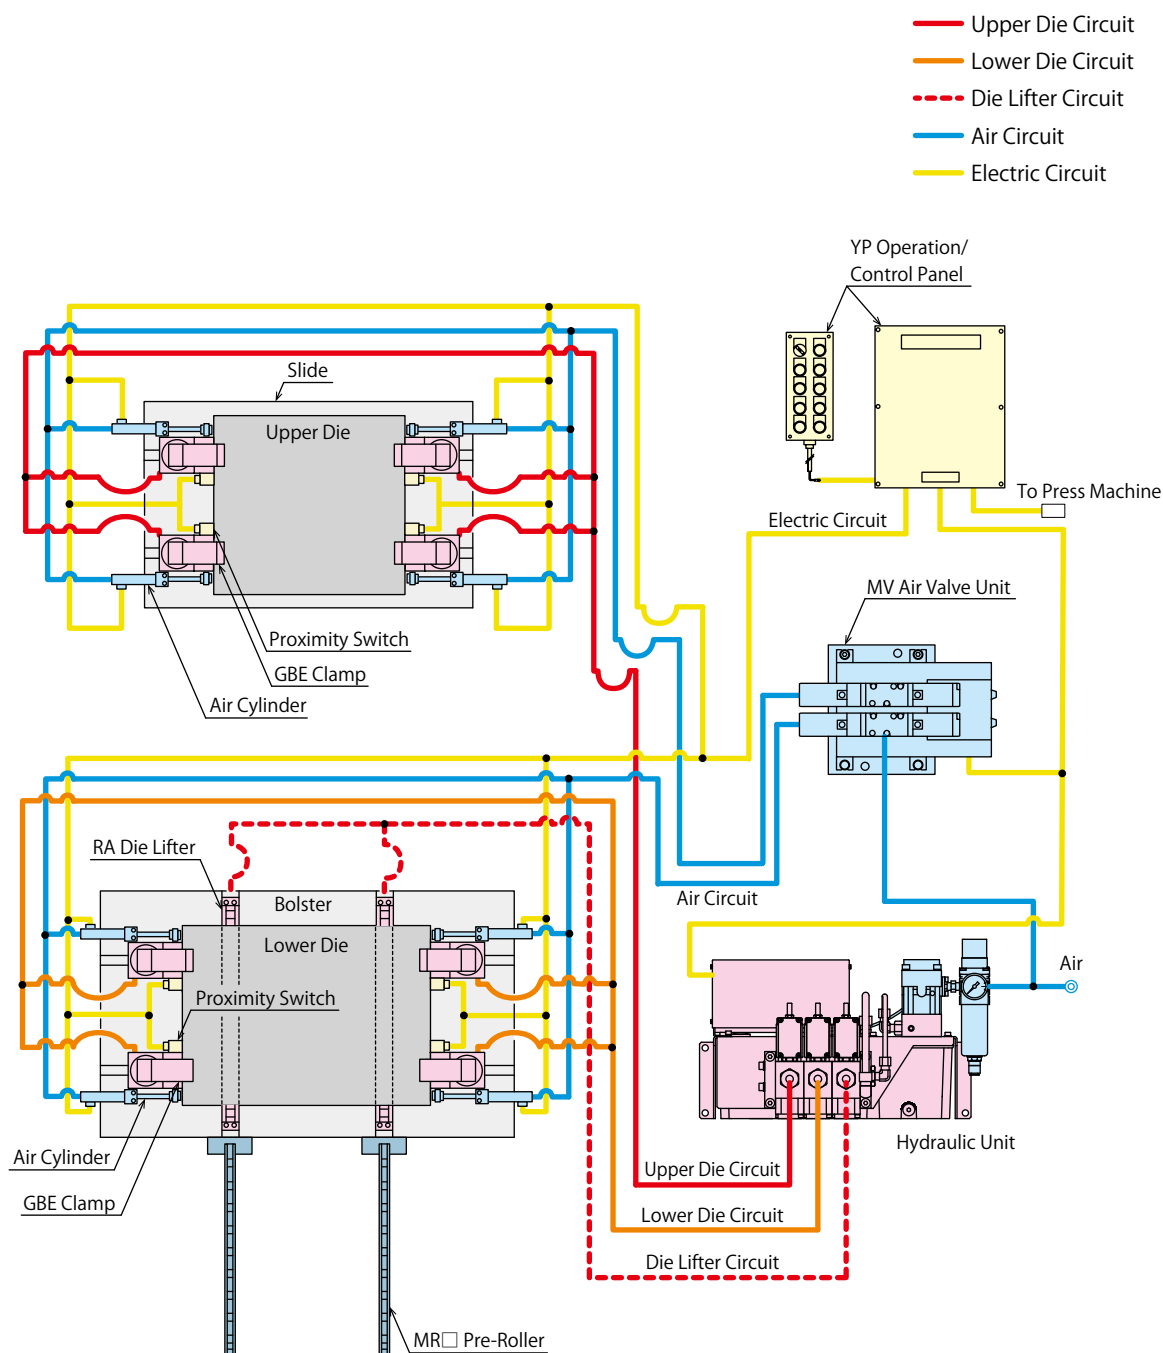 Upper Die Circuit
Lower Die Circuit
Die Lifter Circuit
Air Circuit
Electric Circuit
YP Operation/
Control Panel
Slide
Upper Die
To Press Machine
Electric Circuit
MV Air Valve Unit
Proximity Switch
GBE Clamp
Air Cylinder
RA Die Lifter
Bolster
Air Circuit
Lower Die
Air
Proximity Switch
Hydraulic Unit
Air Cylinder
Upper Die Circuit
GBE Clamp
Lower Die Circuit
Die Lifter Circuit
MR□ Pre-Roller